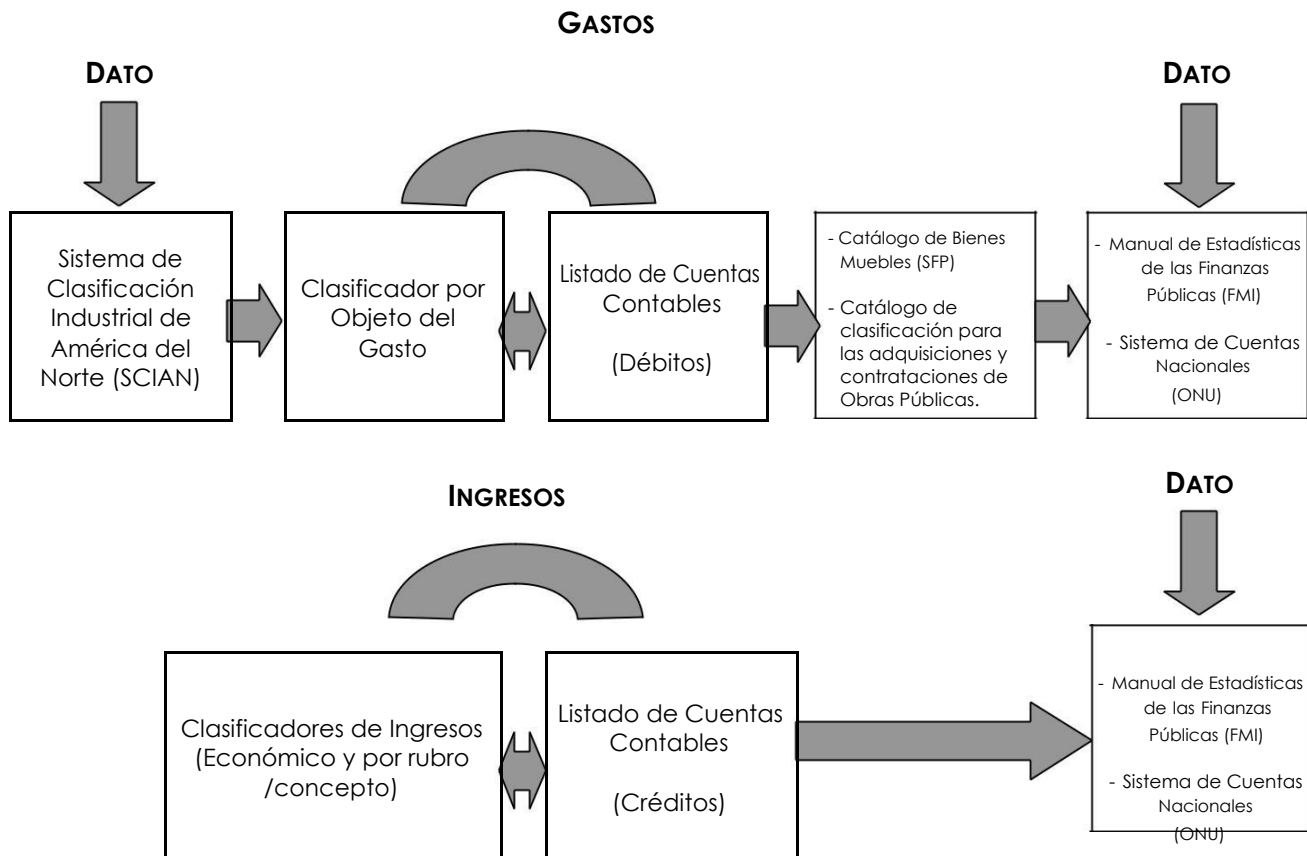 GASTOS
DATO
DATO
Sistema de
Clasificación
Industrial de
América del
Norte (SCIAN)
Clasificador por
Objeto del
Gasto
Listado de Cuentas
Contables
(Débitos)
- Catálogo de Bienes
Muebles (SFP)
- Catálogo de
clasificación para
las adquisiciones y
contrataciones de
Obras Públicas.
- Manual de Estadísticas
de las Finanzas
Públicas (FMI)
- Sistema de Cuentas
Nacionales
(ONU)
INGRESOS
DATO
Clasificadores de Ingresos
(Económico y por rubro
/concepto)
Listado de Cuentas
Contables
(Créditos)
- Manual de Estadísticas
de las Finanzas
Públicas (FMI)
- Sistema de Cuentas
Nacionales
(ONU)